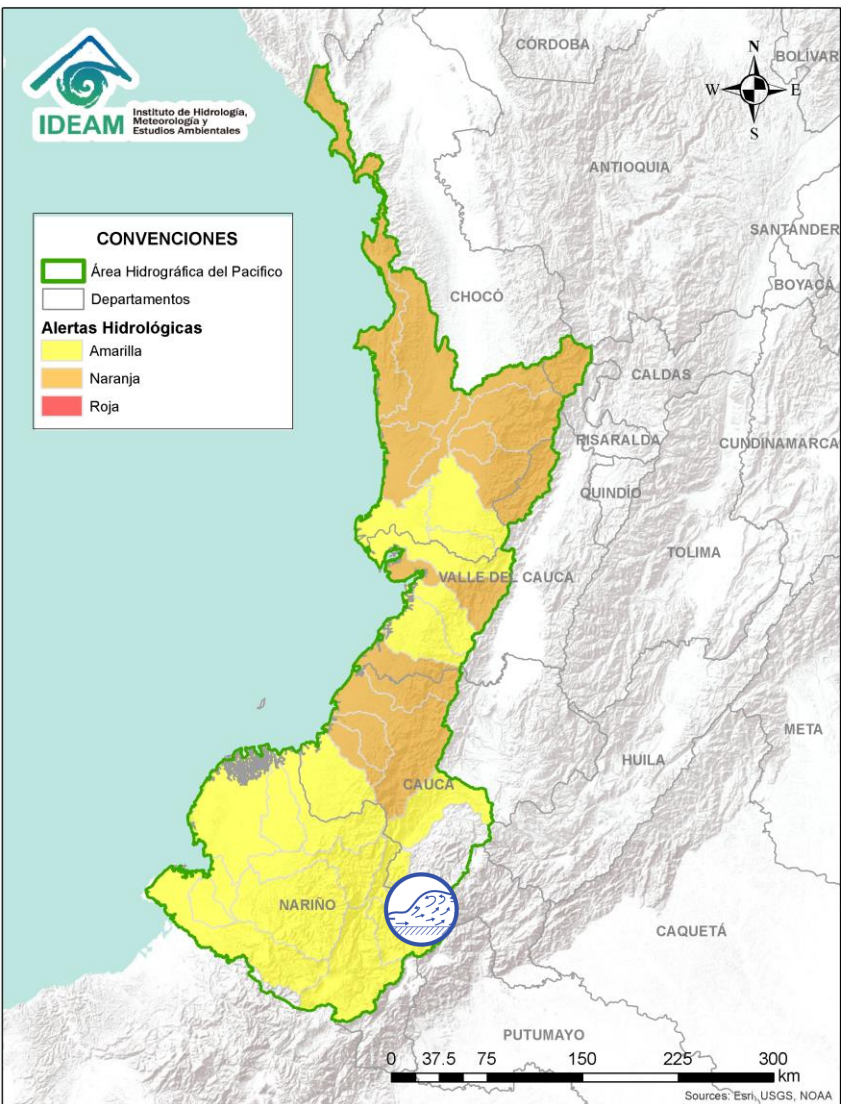 IDEAM
Instituto de Hidrología,
Meteorología y
Estudios Ambientales
CÓRDOBA
BOLÍVAR
N
W
E
S
ANTIOQUIA
CONVENCIONES
Área Hidrográfica del Pacifico
Departamentos
Alertas Hidrológicas
Amarilla
Naranja
Roja
SANTANDER
BOYACÁ
CHOCÓ
CALDAS
RISARALDA
CUNDINAMARCA
QUINDÍO
TOLIMA
VALLE DEL CAUCA
META
HUILA
CAUCA
NARIÑO
CAQUETÁ
PUTUMAYO
0 37.5 75 150 225 300
km
Sources: Esri, USGS, NOAA